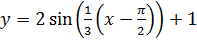 y = 2 sin(1/3(x − π/2)) + 1